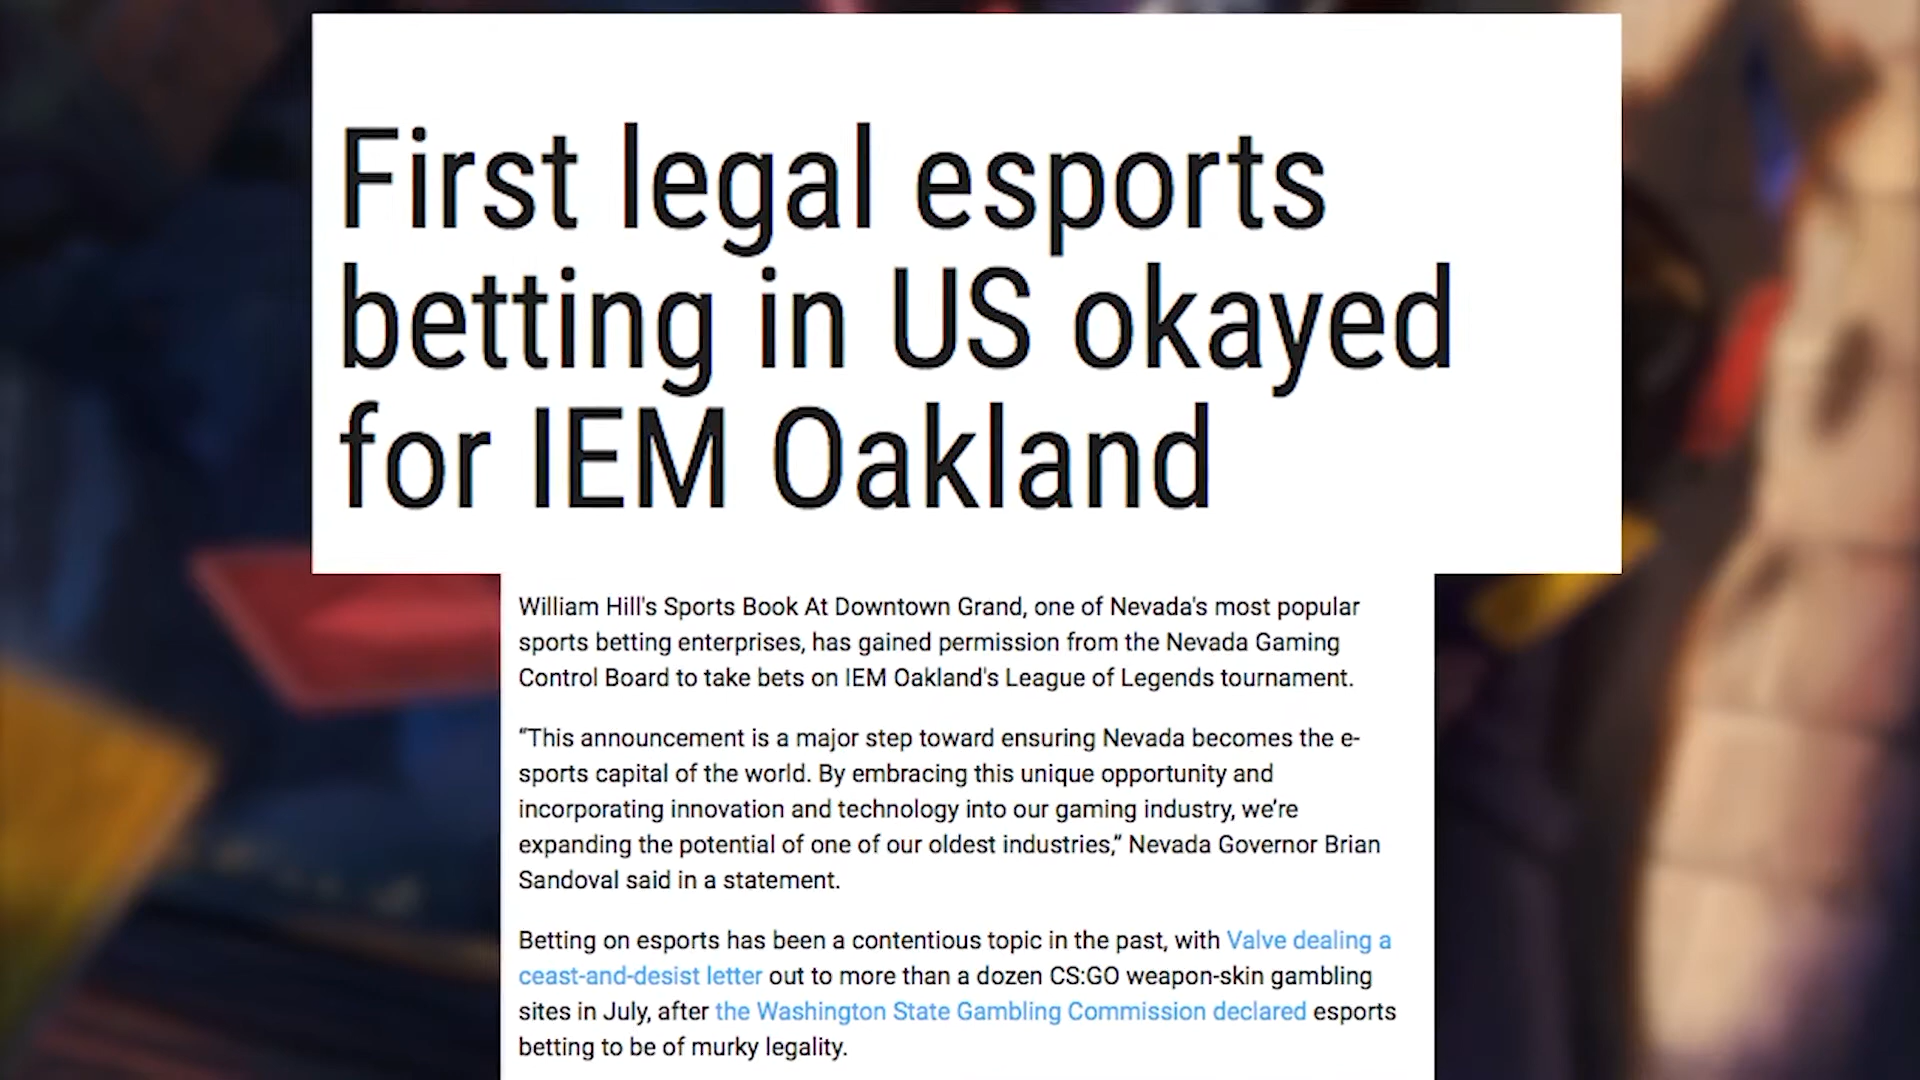 First legal esports
betting in US okayed
for IEM Oakland
William Hill's Sports Book At Downtown Grand, one of Nevada's most popular
sports betting enterprises, has gained permission from the Nevada Gaming
Control Board to take bets on IEM Oakland's League of Legends tournament.
“This announcement is a major step toward ensuring Nevada becomes the e-
sports capital of the world. By embracing this unique opportunity and
incorporating innovation and technology into our gaming industry, we’re
expanding the potential of one of our oldest industries,” Nevada Governor Brian
Sandoval said in a statement.
Betting on esports has been a contentious topic in the past, with Valve dealing a
ceast-and-desist letter out to more than a dozen CS:GO weapon-skin gambling
sites in July, after the Washington State Gambling Commission declared esports
betting to be of murky legality.